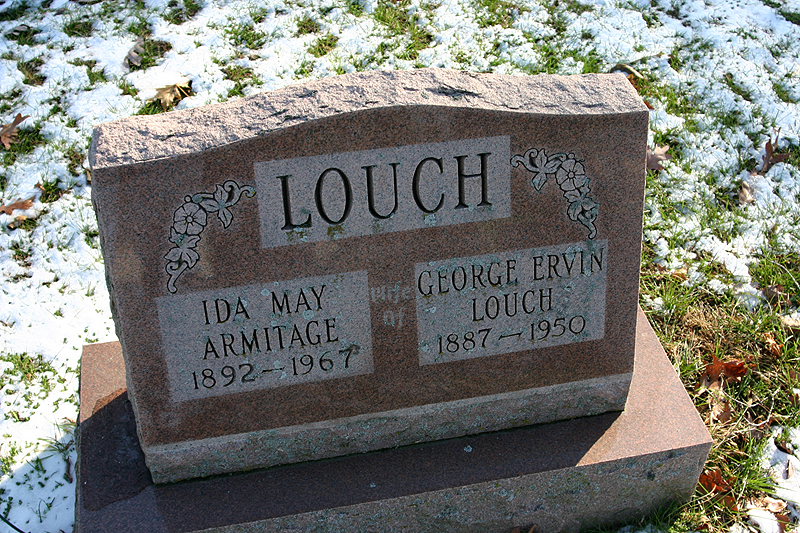 LOUCH
IDA MAY
ARMITAGE
1892 – 1967
wife
of
GEORGE ERVIN
LOUCH
1887 – 1950